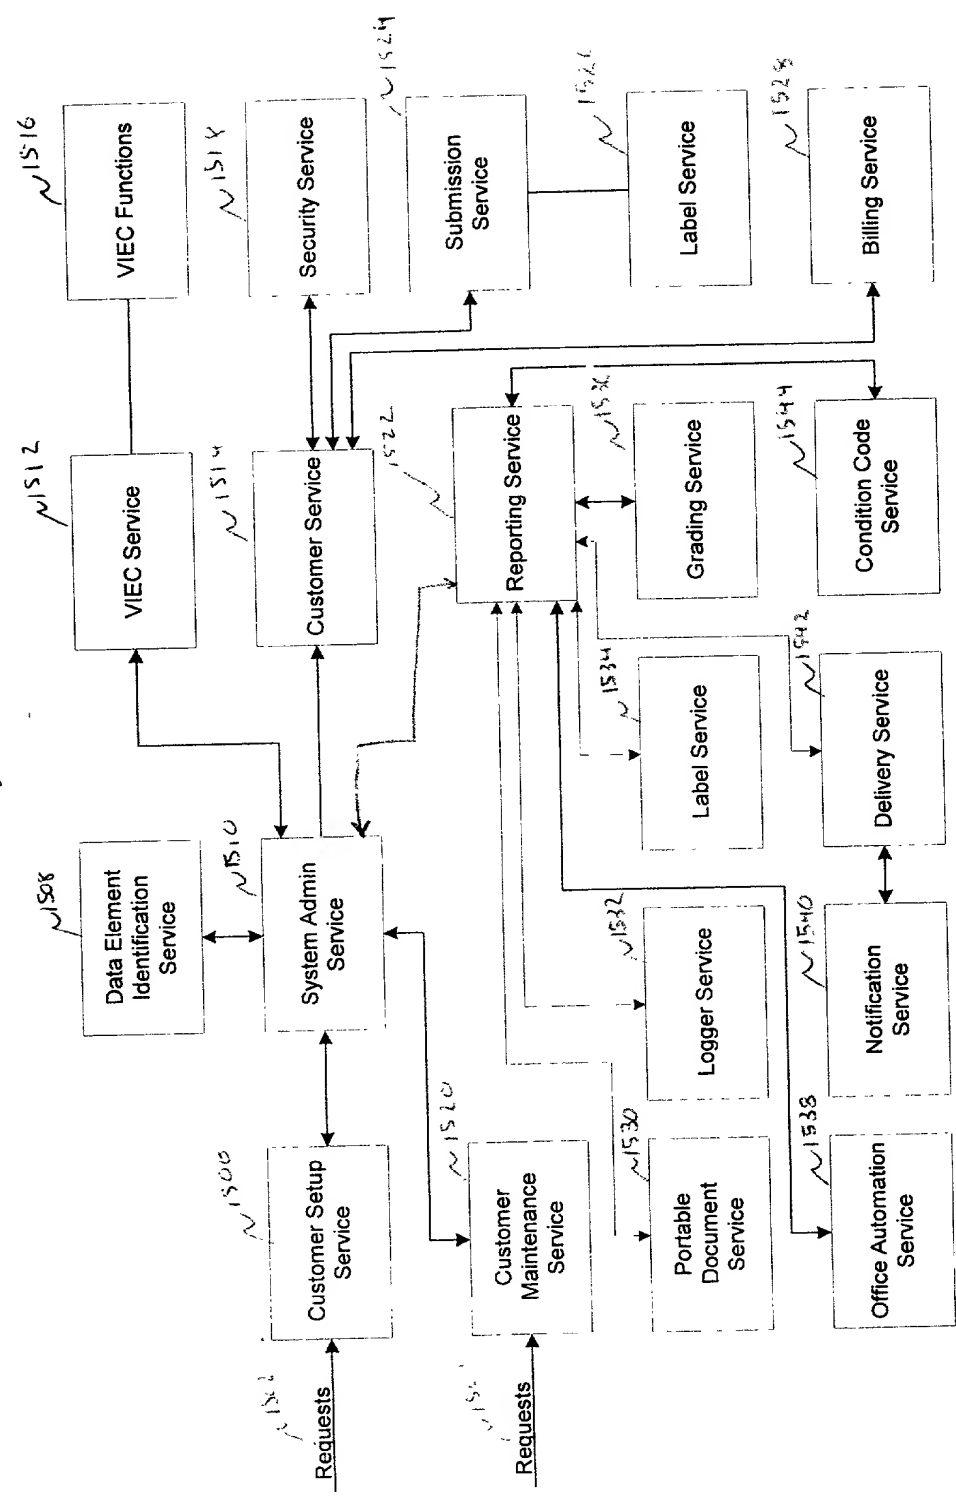 1516
VIEC Functions
1518
Security Service
1524
Submission
Service
Label Service
1528
Billing Service
1512
VIEC Service
1514
Customer Service
1522
Reporting Service
Grading Service
1544
Condition Code
Service
1508
Data Element
Identification
Service
1510
System Admin
Service
1534
Label Service
1542
Delivery Service
1532
Logger Service
1540
Notification
Service
Customer Setup
Service
1520
Customer
Maintenance
Service
1530
Portable
Document
Service
1538
Office Automation
Service
Requests
Requests